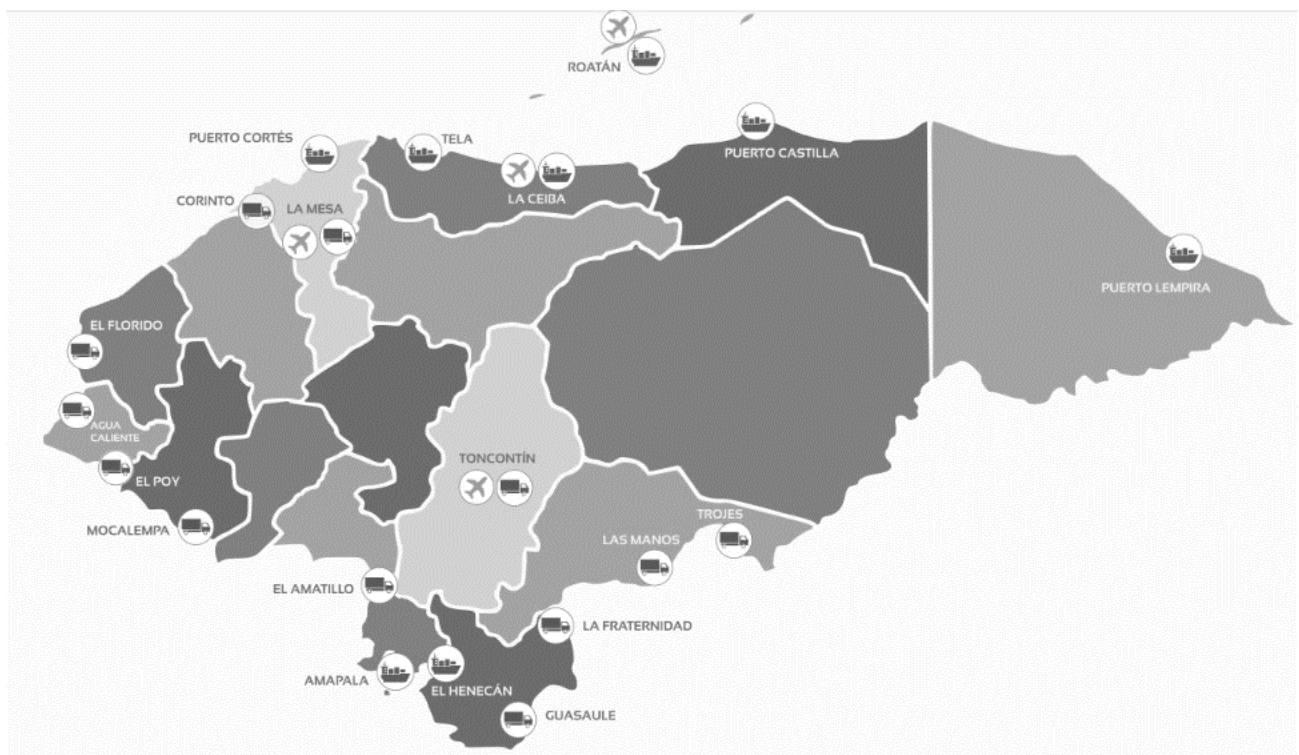 ROATÁN
PUERTO CORTÉS
TELA
PUERTO CASTILLA
CORINTO
LA MESA
LA CEIBA
PUERTO LEMPIRA
EL FLORIDO
AGUA
CALIENTE
TONCONTÍN
EL POY
MOCALEMPA
TROJES
LAS MANOS
EL AMATILLO
LA FRATERNIDAD
AMAPALA
EL HENECÁN
GUASAULE